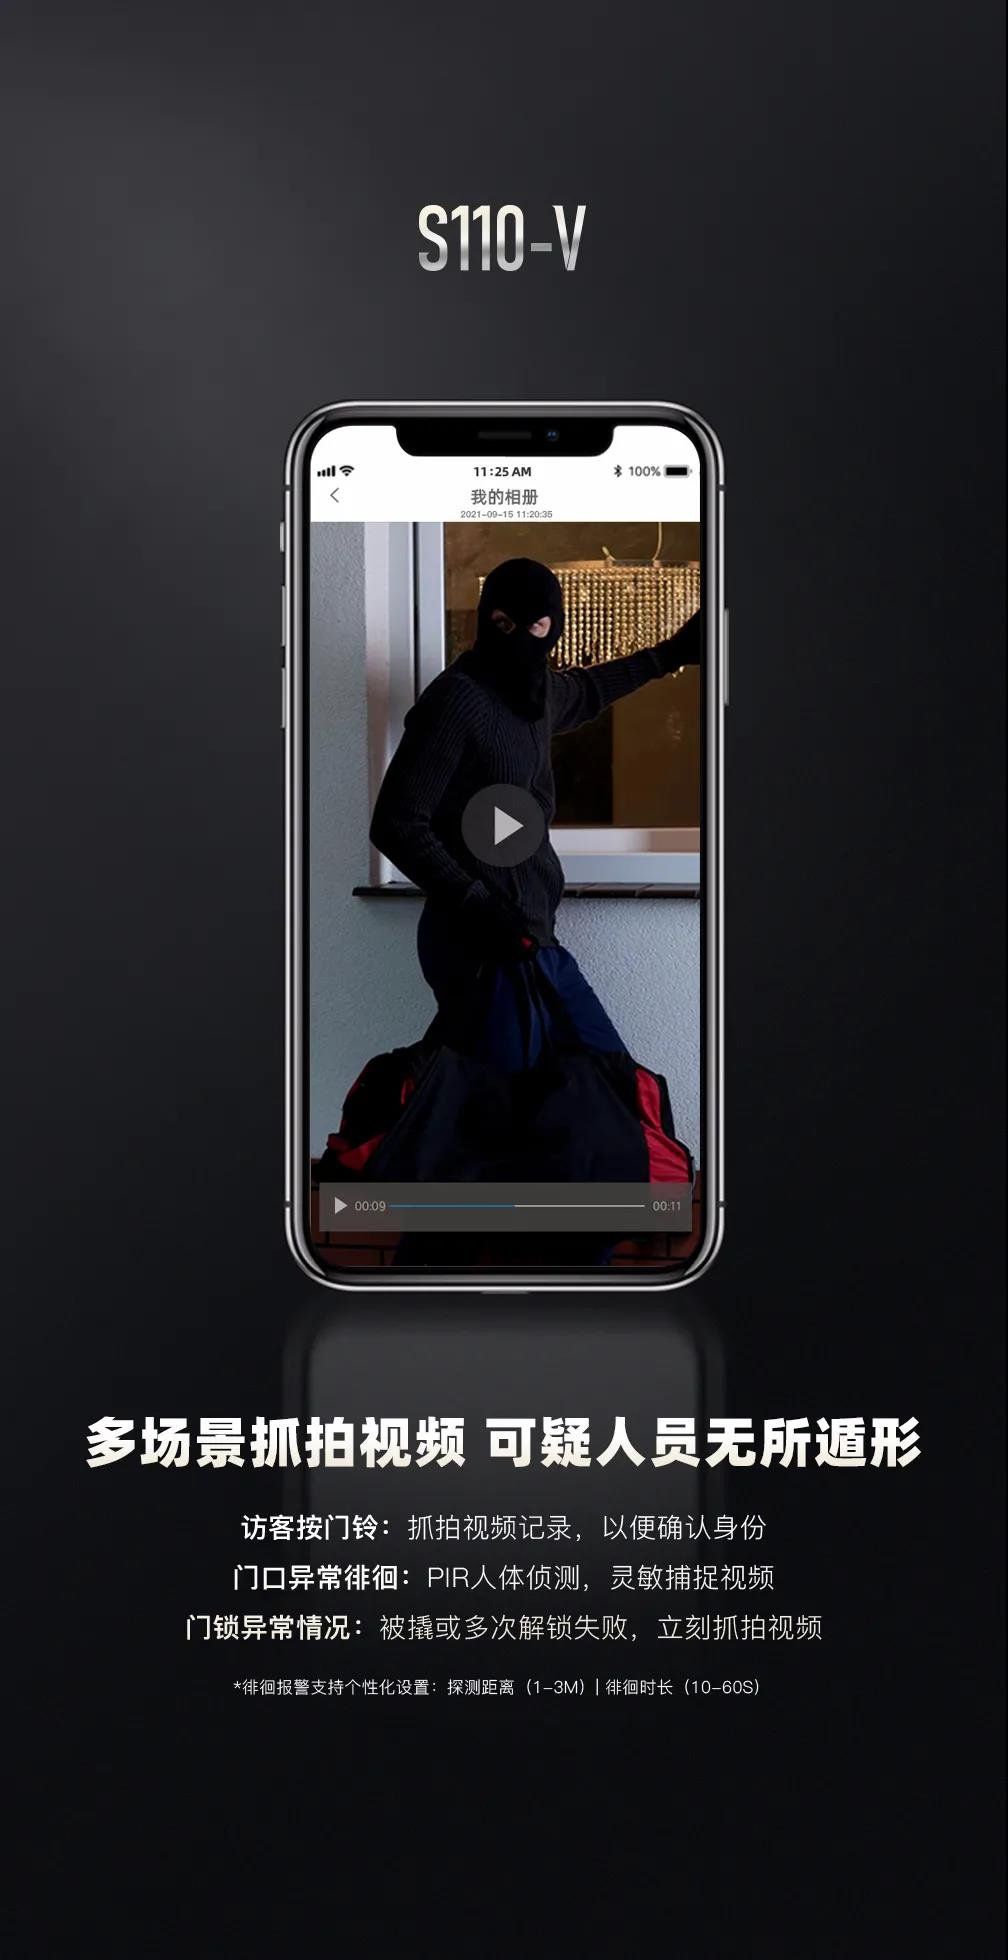 S110-V
11:25 AM
100%
我的相册
2021-09-15 11:20:35
00:09
00:11
多场景抓拍视频 可疑人员无所遁形
访客按门铃：抓拍视频记录，以便确认身份
门口异常徘徊：PIR人体侦测，灵敏捕捉视频
门锁异常情况：被撬或多次解锁失败，立刻抓拍视频
*徘徊报警支持个性化设置：探测距离（1-3M）| 徘徊时长（10-60S）